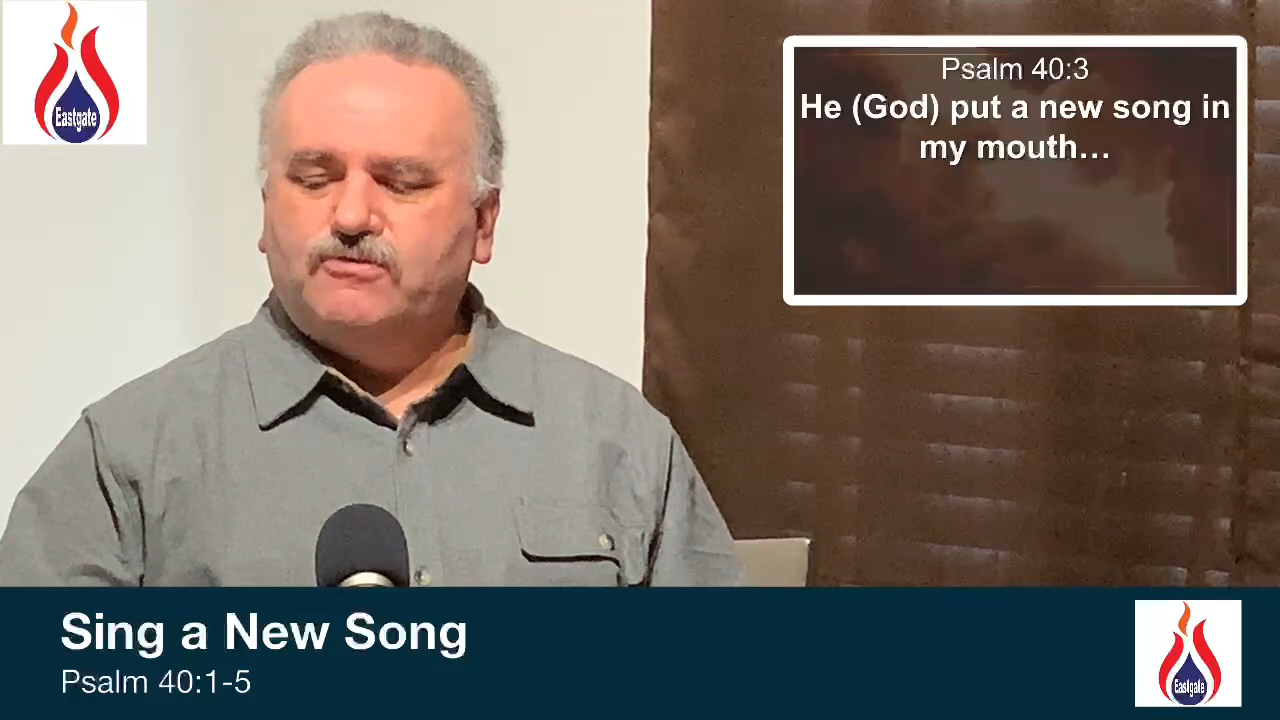 Eastgate
Psalm 40:3
He (God) put a new song in
my mouth…
Sing a New Song
Psalm 40:1-5
Eastgate